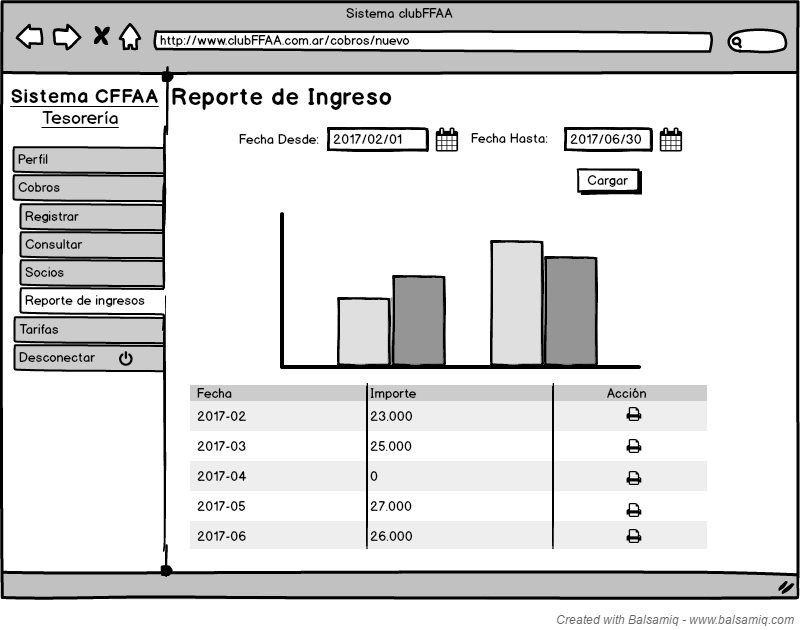 Sistema clubFFAA
http://www.clubFFAA.com.ar/cobros/nuevo
Sistema CFFAA
Tesorería
Perfil
Cobros
Registrar
Consultar
Socios
Reporte de ingresos
Tarifas
Desconectar
Reporte de Ingreso
Fecha Desde: 2017/02/01 Fecha Hasta: 2017/06/30
Cargar
Fecha Importe Acción
2017-02 23.000
2017-03 25.000
2017-04 0
2017-05 27.000
2017-06 26.000
Created with Balsamiq - www.balsamiq.com